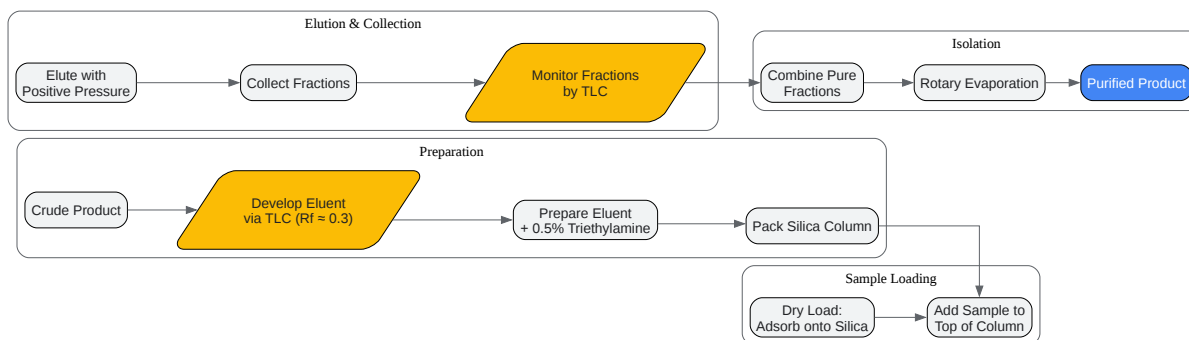 Elution & Collection
Elute with
Positive Pressure
Collect Fractions
Monitor Fractions
by TLC
Isolation
Combine Pure
Fractions
Rotary Evaporation
Purified Product
Preparation
Crude Product
Develop Eluent
via TLC (Rf ≈ 0.3)
Prepare Eluent
+ 0.5% Triethylamine
Pack Silica Column
Sample Loading
Dry Load:
Adsorb onto Silica
Add Sample to
Top of Column